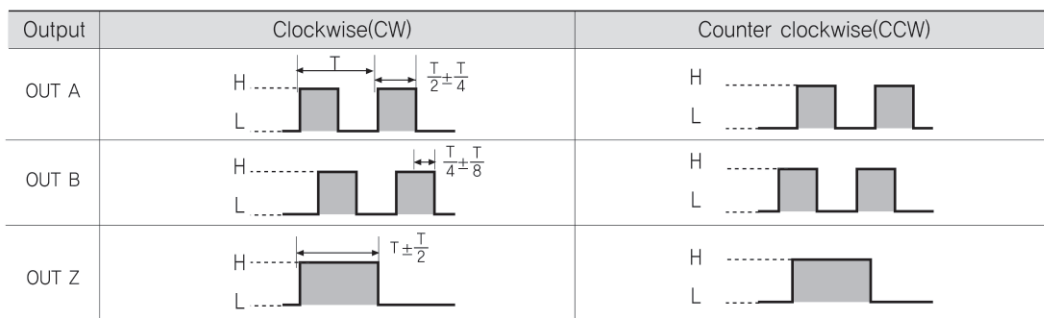 Output Clockwise(CW) Counter clockwise(CCW)
OUT A H L T T/2±T/4 H L
OUT B H L T/4±T/8 H L
OUT Z H L T±T/2 H L